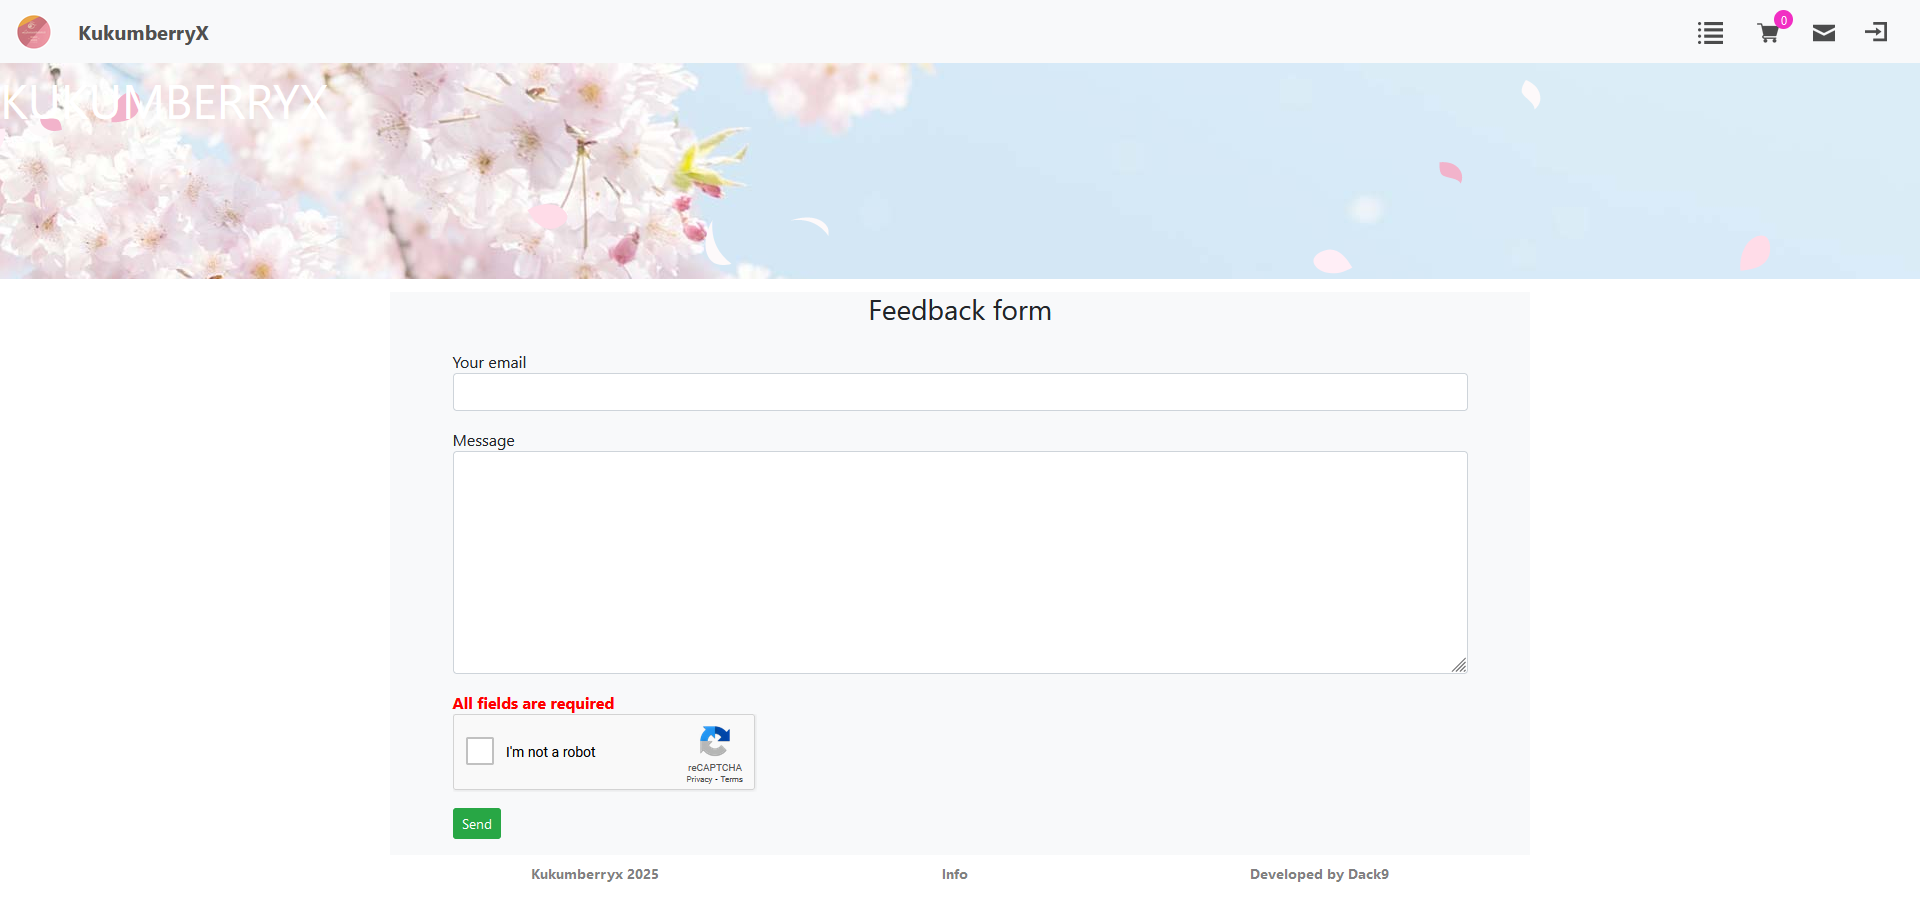 KukumberryX
0
KUKUMBERRYX
Feedback form
Your email
Message
All fields are required
I'm not a robot
reCAPTCHA
Privacy - Terms
Send
Kukumberryx 2025
Info
Developed by Dack9